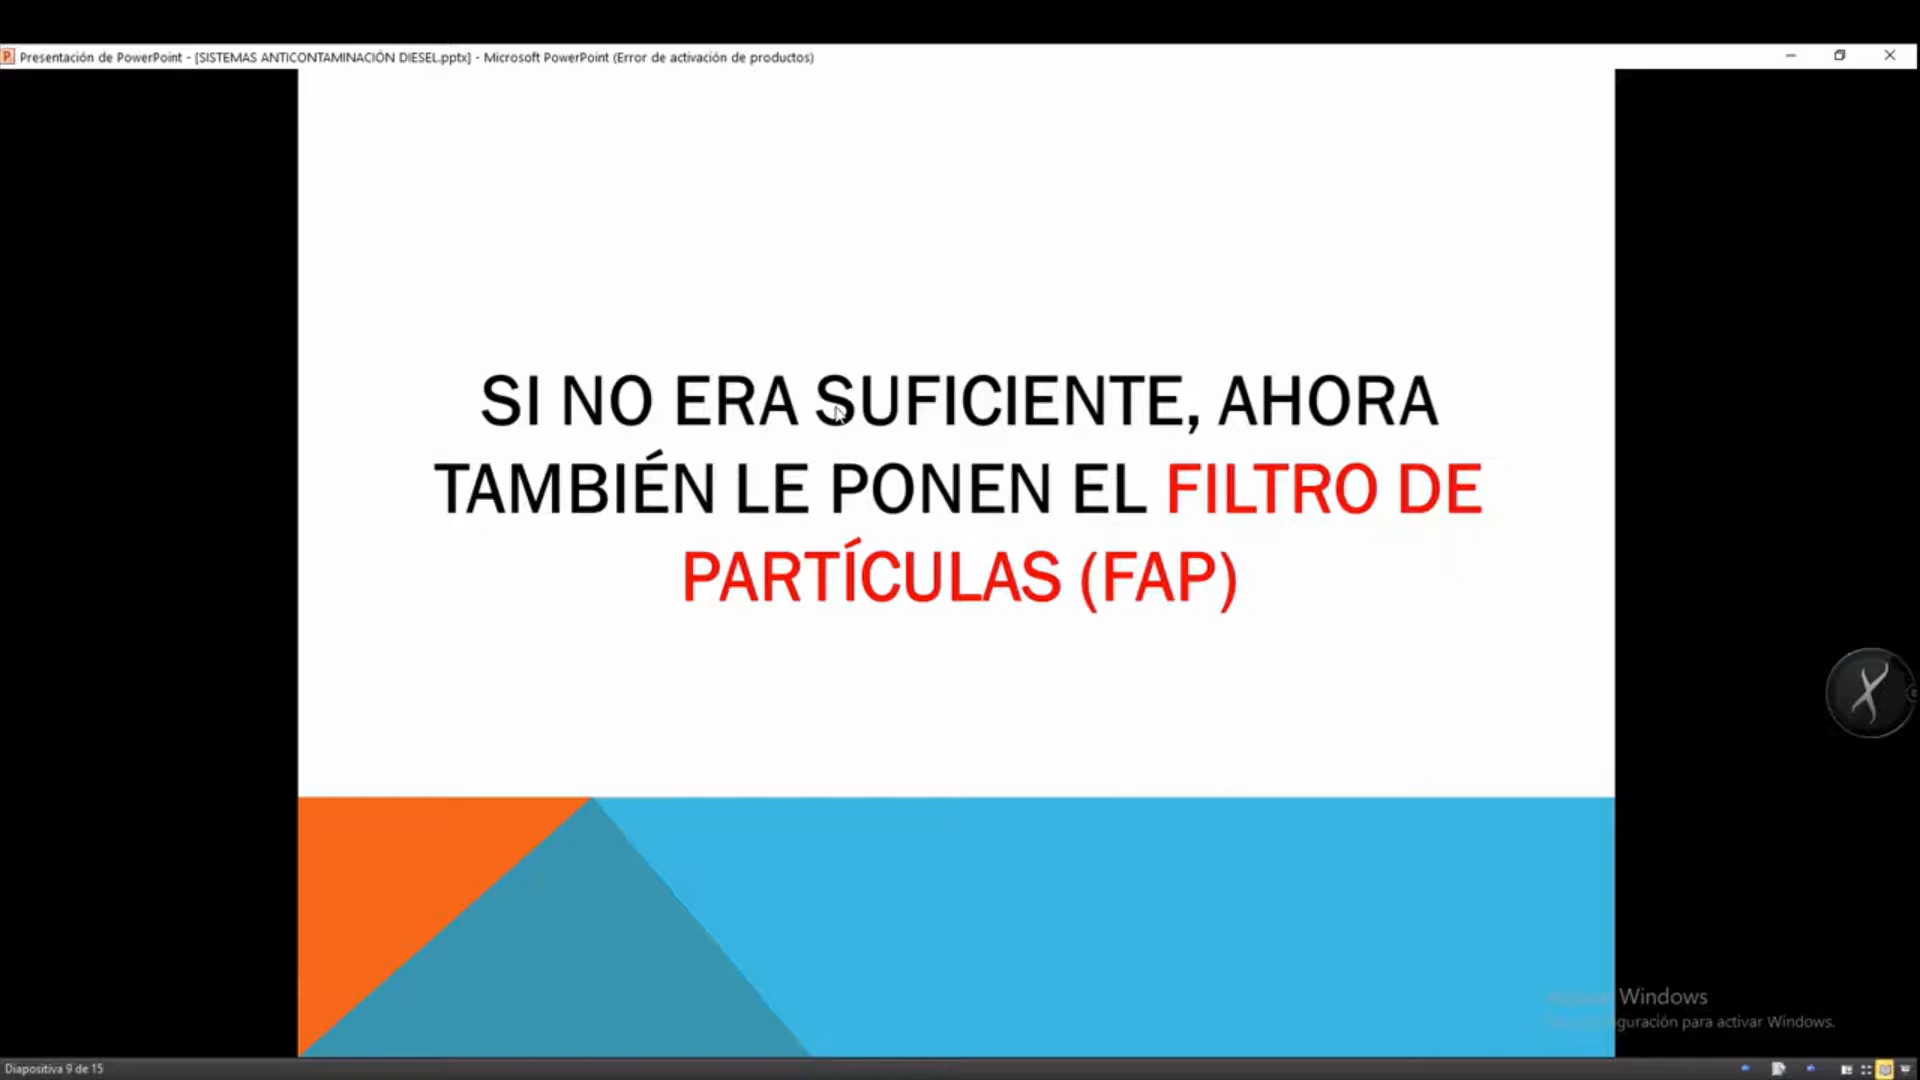 Presentación de PowerPoint - [SISTEMAS ANTICONTAMINACIÓN DIESEL.pptx] - Microsoft PowerPoint (Error de activación de productos)
SI NO ERA SUFICIENTE, AHORA
TAMBIÉN LE PONEN EL FILTRO DE
PARTÍCULAS (FAP)
Windows
para activar Windows.
Diapositiva 9 de 15